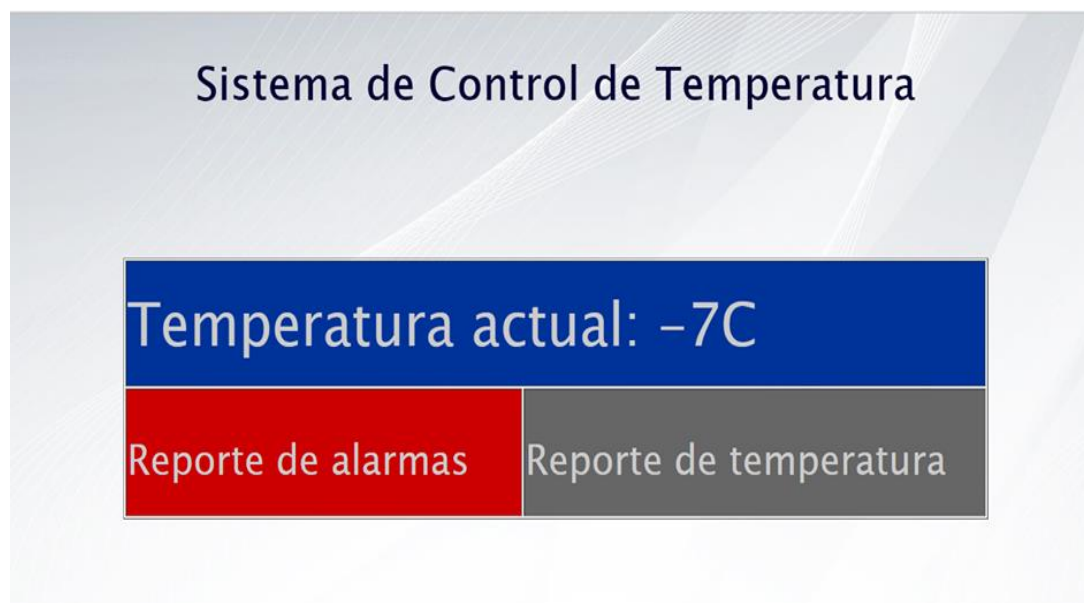 Sistema de Control de Temperatura
Temperatura actual: -7C
Reporte de alarmas
Reporte de temperatura